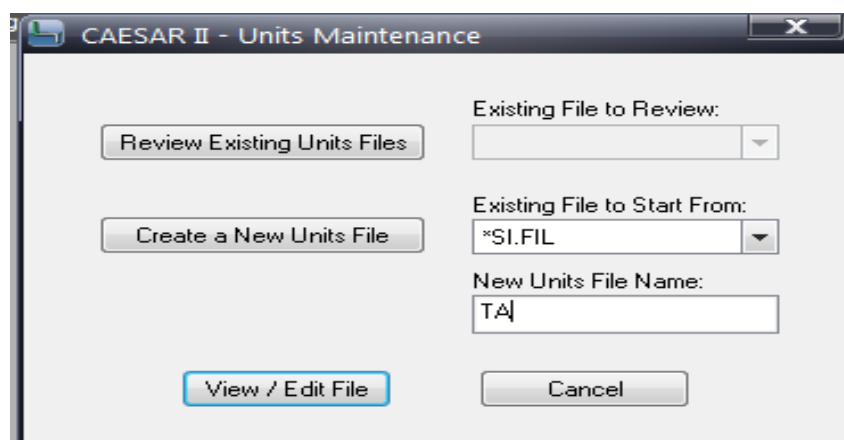 CAESAR II - Units Maintenance
Existing File to Review:
Review Existing Units Files
Existing File to Start From:
Create a New Units File
*SI.FIL
New Units File Name:
TA
View / Edit File
Cancel